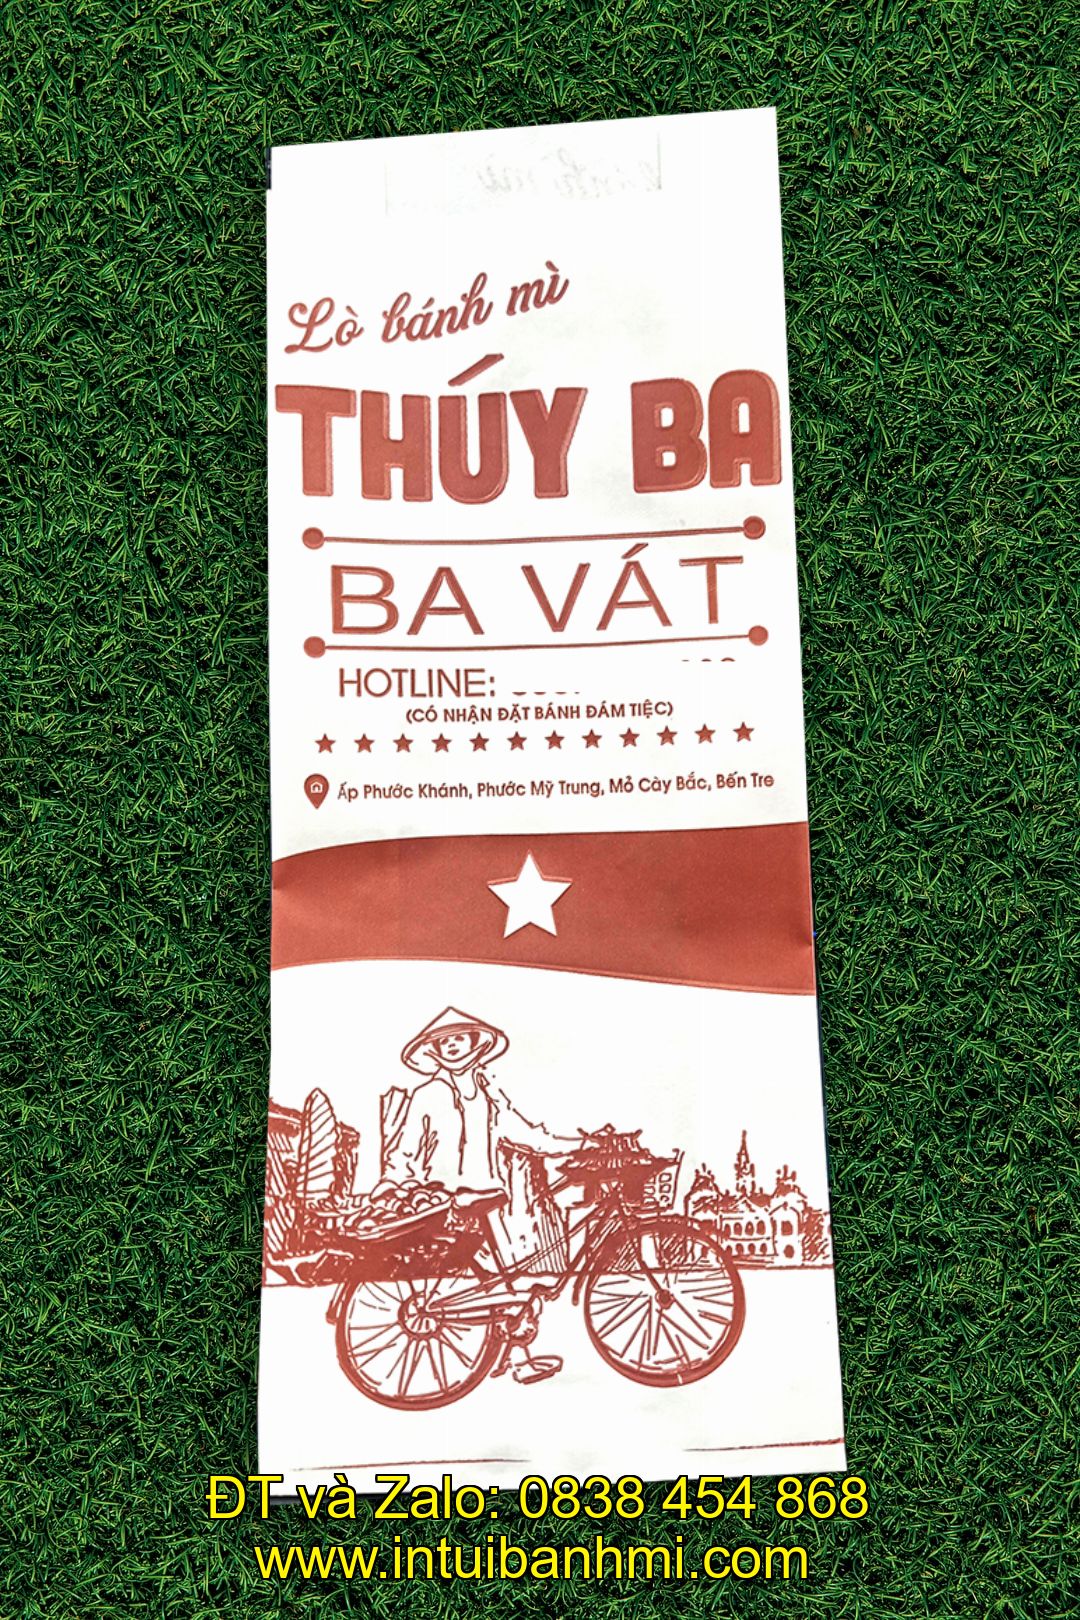 Lò bánh mì
THÚY BA
BA VÁT
HOTLINE:
(CÓ NHẬN ĐẶT BÁNH ĐÁM TIỆC)
Ấp Phước Khánh, Phước Mỹ Trung, Mỏ Cày Bắc, Bến Tre
ĐT và Zalo: 0838 454 868
www.intuibanhmi.com